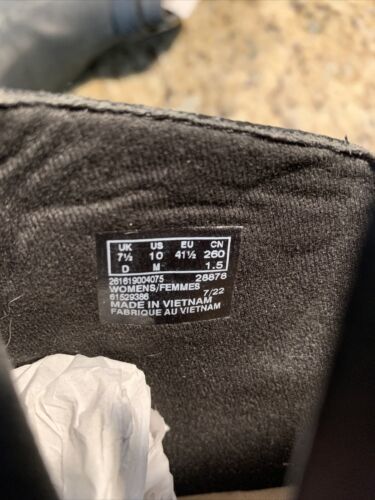 UK US EU CN
7½ 10 41½ 260
D M 1.5
261619004075 28878
WOMENS/FEMMES
61529386 7/22
MADE IN VIETNAM
FABRIQUE AU VIETNAM